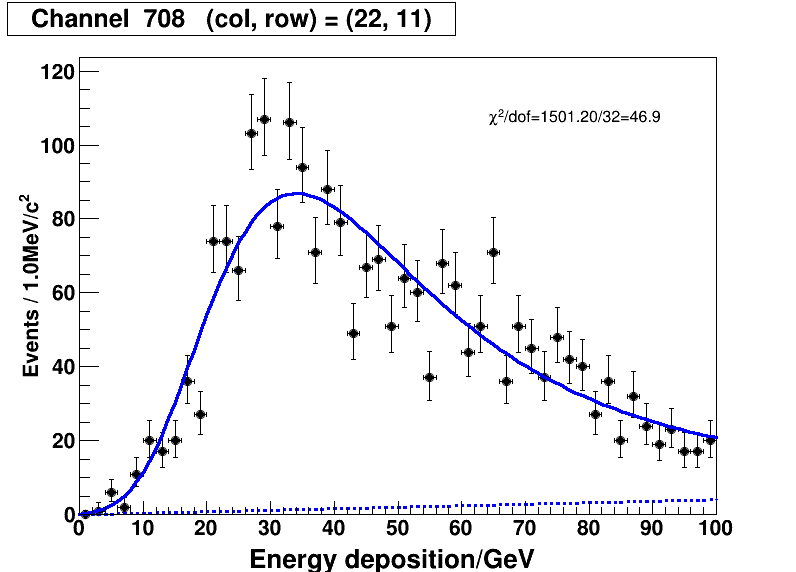 Channel 708 (col, row) = (22, 11)
120
χ²/dof=1501.20/32=46.9
100
80
60
40
20
0
Events / 1.0MeV/c²
0 10 20 30 40 50 60 70 80 90 100
Energy deposition/GeV